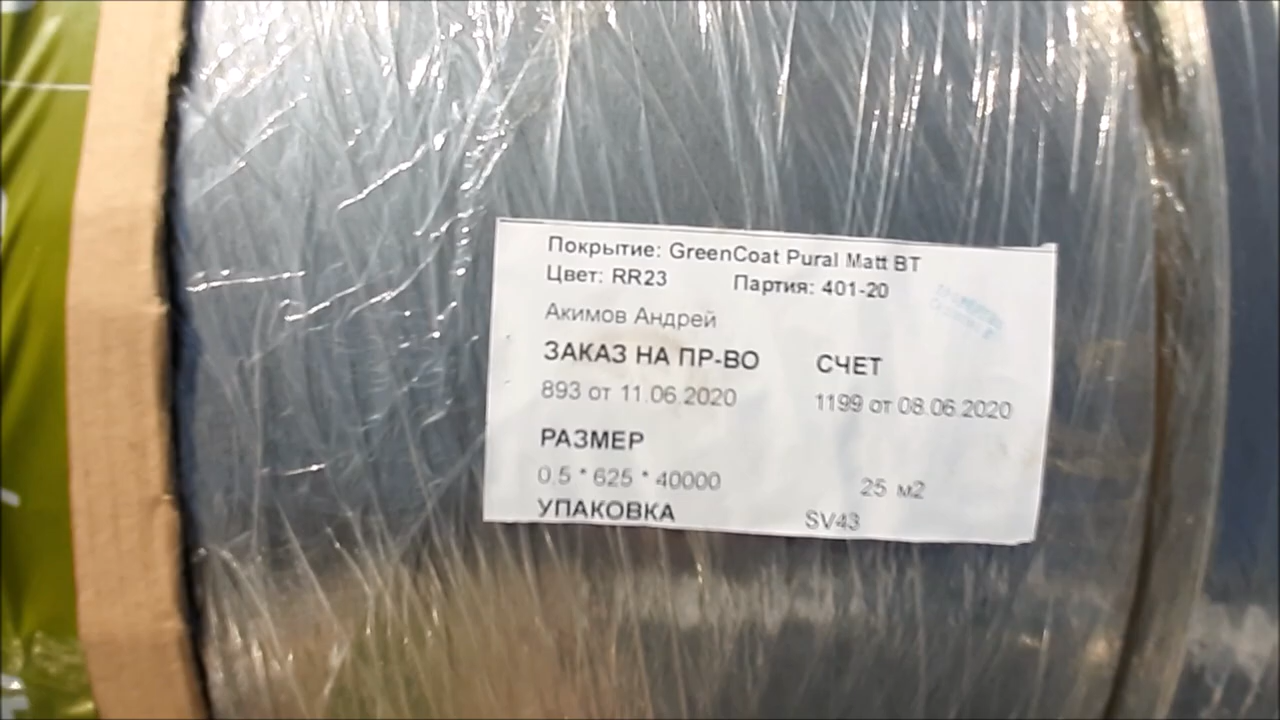 Покрытие: GreenCoat Pural Matt BT
Цвет: RR23 Партия: 401-20
Акимов Андрей
ЗАКАЗ НА ПР-ВО СЧЕТ
893 от 11.06.2020 1199 от 08.06.2020
РАЗМЕР
0.5 * 625 * 40000 25 м2
УПАКОВКА SV43